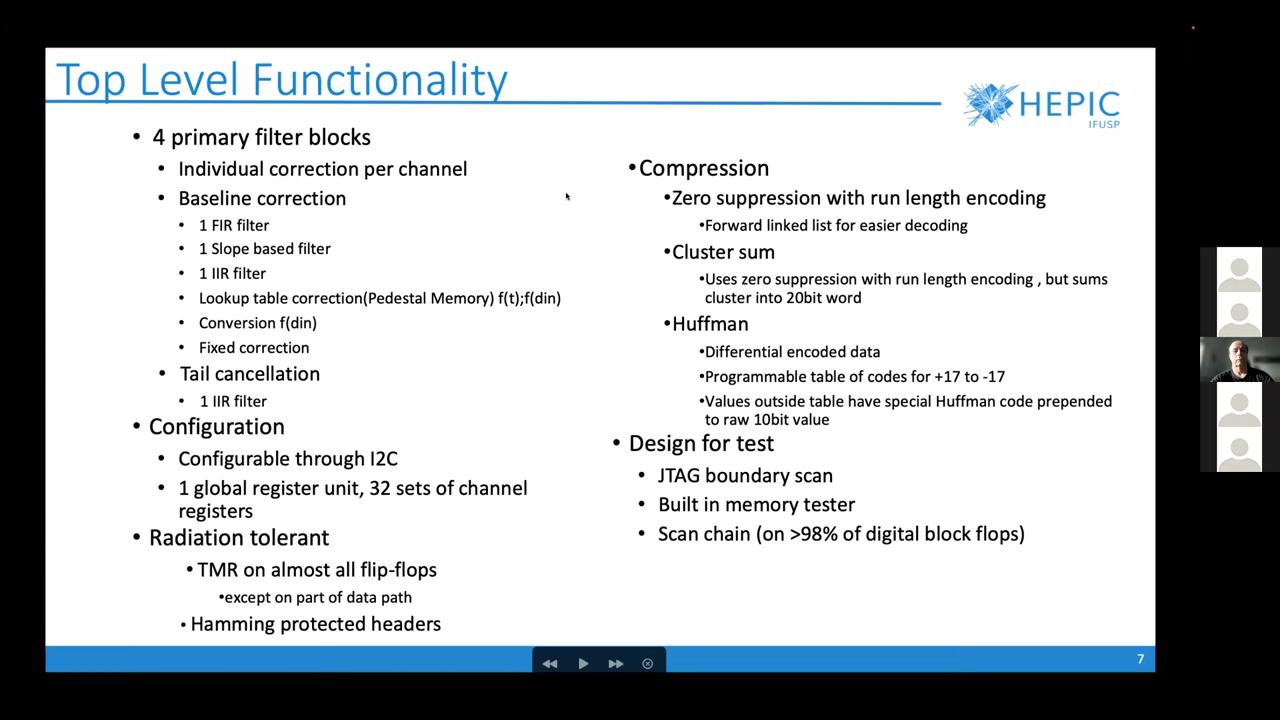 Top Level Functionality
HEPIC
IFUSP
• 4 primary filter blocks
• Individual correction per channel
• Baseline correction
• 1 FIR filter
• 1 Slope based filter
• 1 IIR filter
• Lookup table correction(Pedestal Memory) f(t);f(din)
• Conversion f(din)
• Fixed correction
• Tail cancellation
• 1 IIR filter
• Configuration
• Configurable through I2C
• 1 global register unit, 32 sets of channel
registers
• Radiation tolerant
• TMR on almost all flip-flops
•except on part of data path
• Hamming protected headers
•Compression
•Zero suppression with run length encoding
•Forward linked list for easier decoding
•Cluster sum
•Uses zero suppression with run length encoding , but sums
cluster into 20bit word
•Huffman
•Differential encoded data
•Programmable table of codes for +17 to -17
•Values outside table have special Huffman code prepended
to raw 10bit value
• Design for test
• JTAG boundary scan
• Built in memory tester
• Scan chain (on >98% of digital block flops)
7